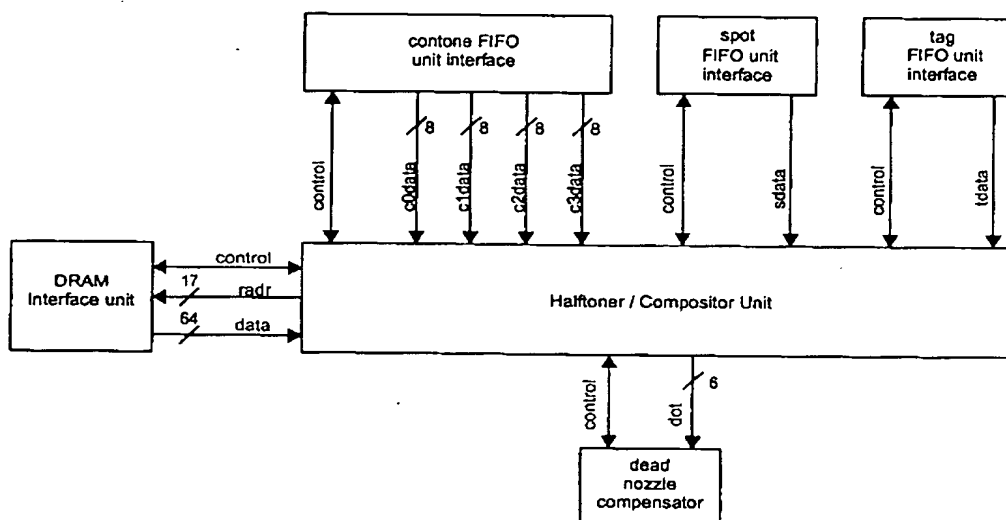 contone FIFO
unit interface
spot
FIFO unit
interface
tag
FIFO unit
interface
control
8
c0data
8
c1data
8
c2data
8
c3data
control
sdata
control
tdata
DRAM
Interface unit
control
17
radr
64
data
Halftoner / Compositor Unit
control
dot
6
dead
nozzle
compensator